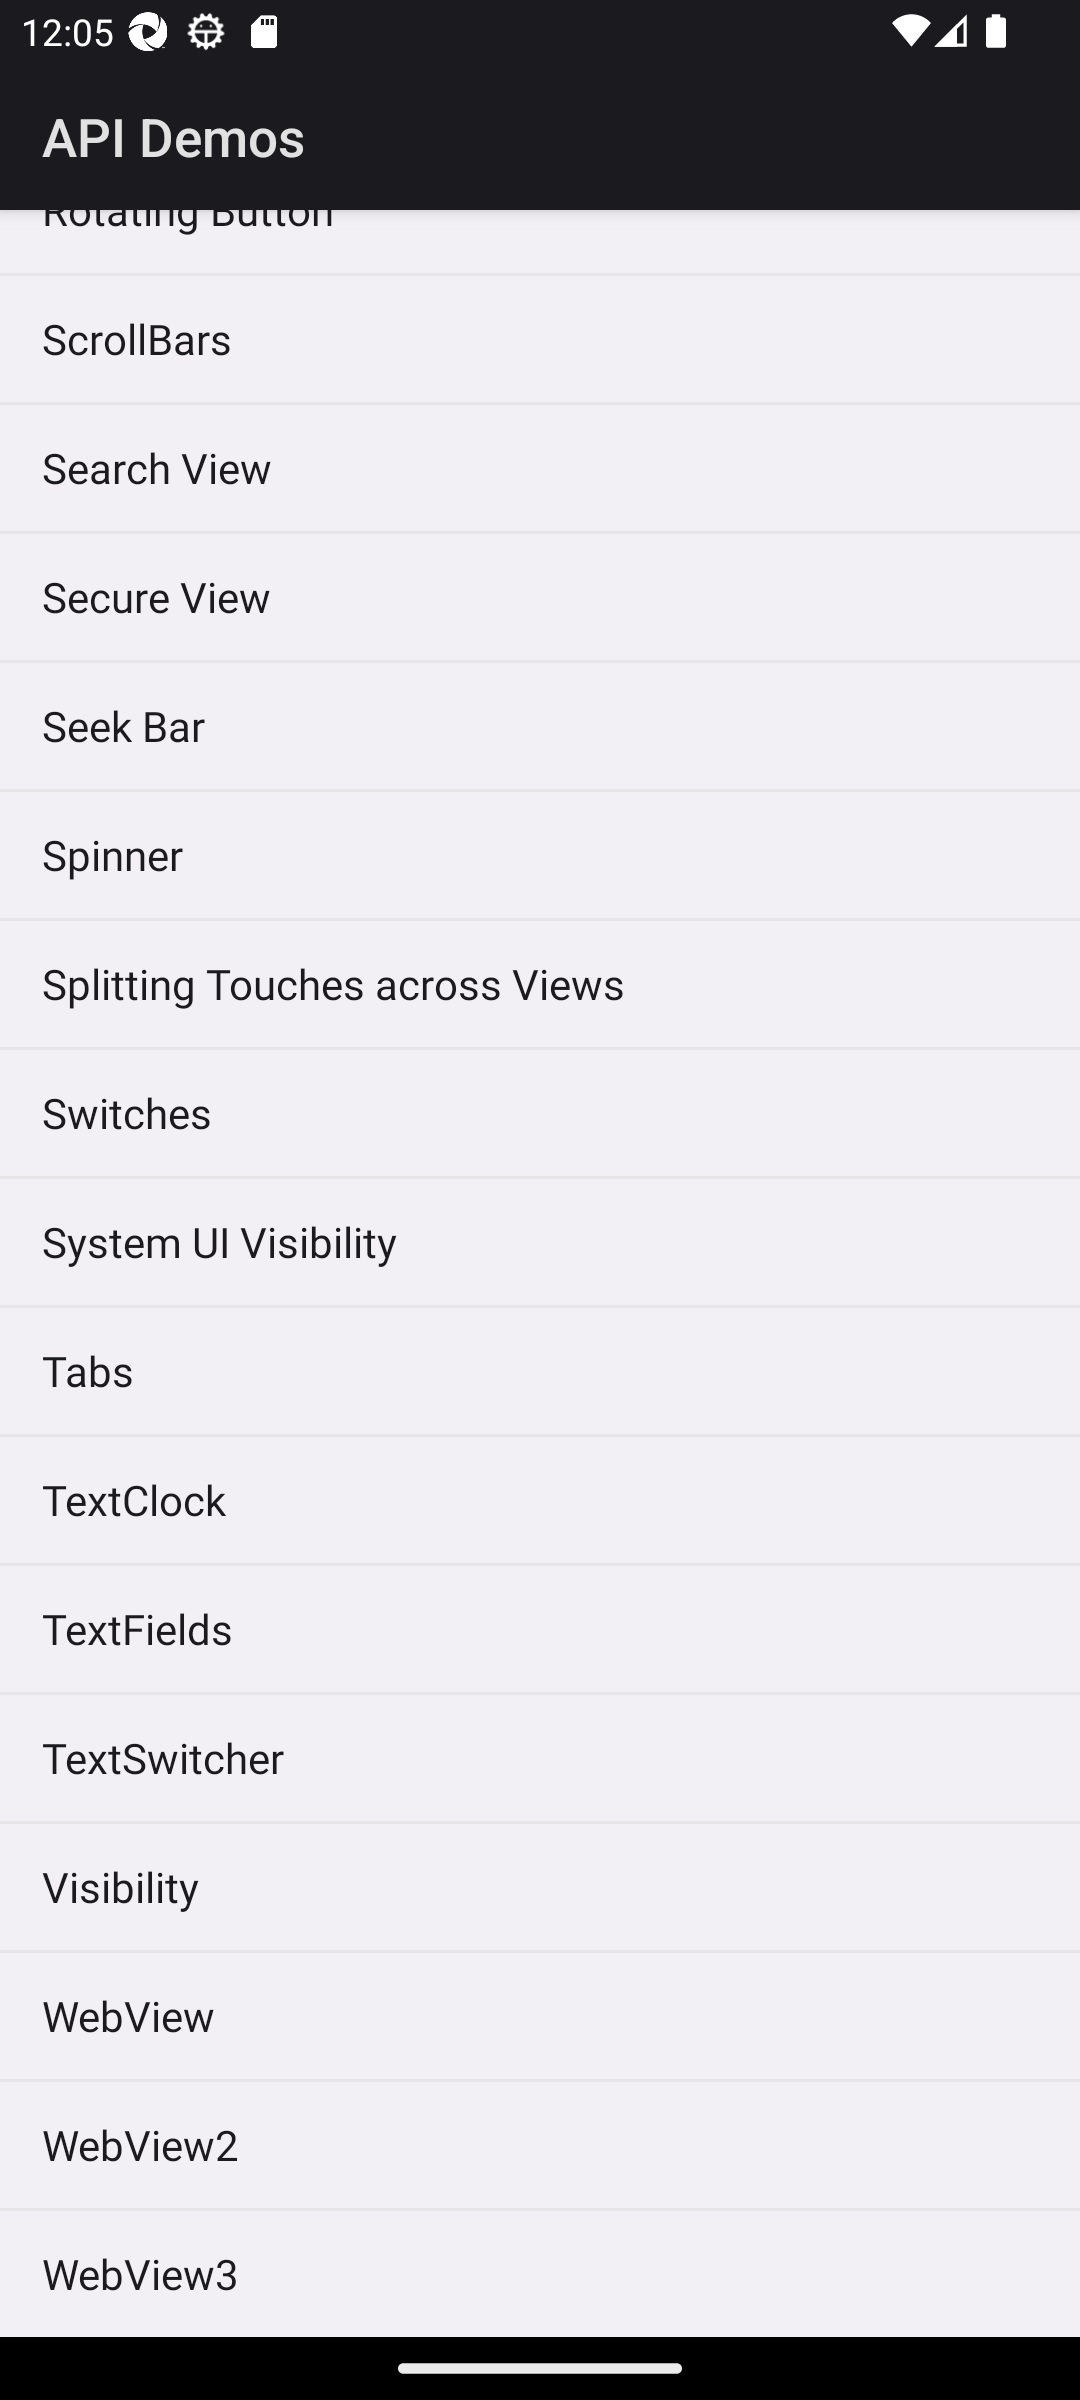 12:05
API Demos
Rotating Button
ScrollBars
Search View
Secure View
Seek Bar
Spinner
Splitting Touches across Views
Switches
System UI Visibility
Tabs
TextClock
TextFields
TextSwitcher
Visibility
WebView
WebView2
WebView3